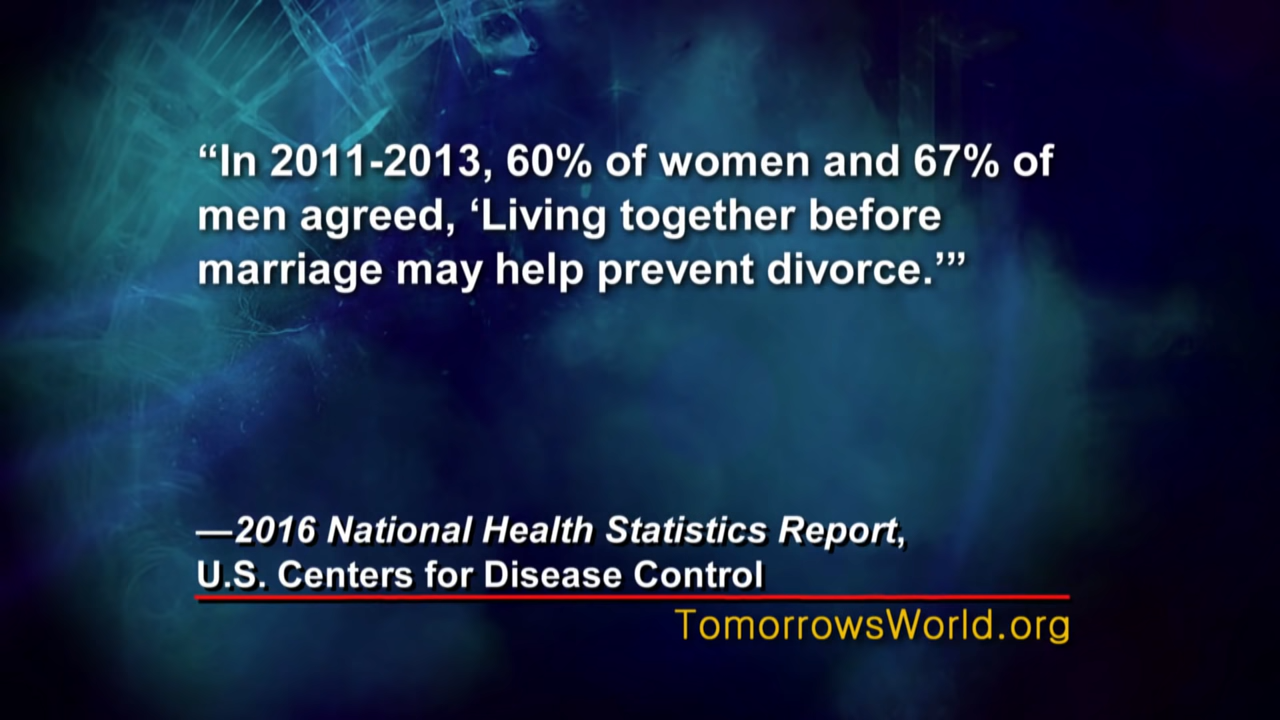 “In 2011-2013, 60% of women and 67% of
men agreed, ‘Living together before
marriage may help prevent divorce.’”
—2016 National Health Statistics Report,
U.S. Centers for Disease Control
TomorrowsWorld.org